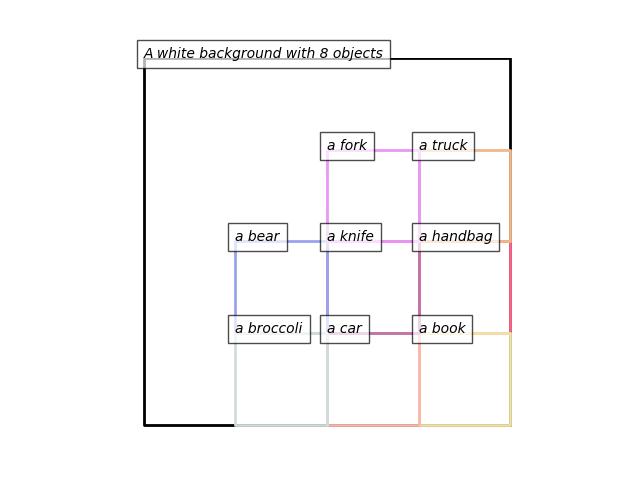 A white background with 8 objects
a fork
a truck
a bear
a knife
a handbag
a broccoli
a car
a book